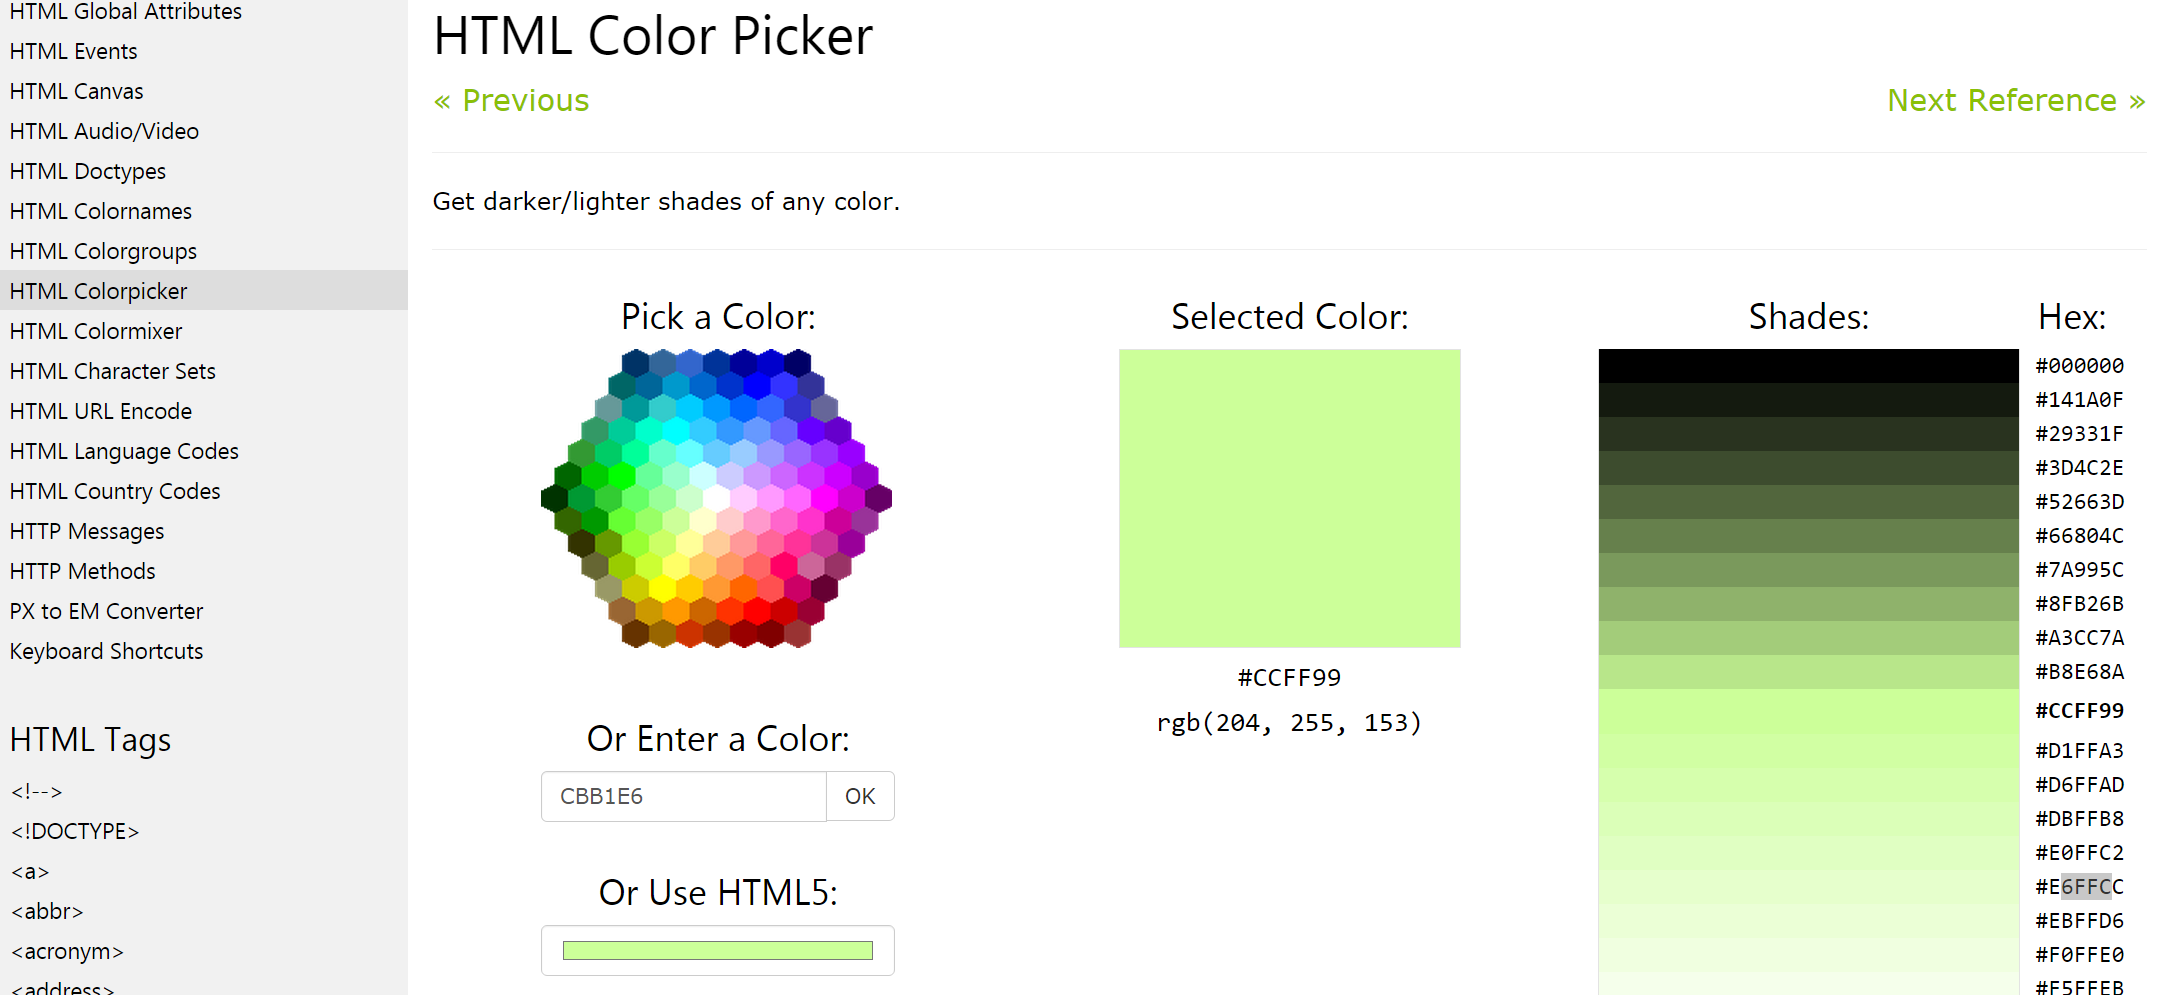 HTML Global Attributes
HTML Events
HTML Canvas
HTML Audio/Video
HTML Doctypes
HTML Colornames
HTML Colorgroups
HTML Colorpicker
HTML Colormixer
HTML Character Sets
HTML URL Encode
HTML Language Codes
HTML Country Codes
HTTP Messages
HTTP Methods
PX to EM Converter
Keyboard Shortcuts
HTML Tags
<!-->
<!DOCTYPE>
<a>
<abbr>
<acronym>
<address>
HTML Color Picker
« Previous
Next Reference »
Get darker/lighter shades of any color.
Pick a Color:
Or Enter a Color:
CBB1E6
OK
Or Use HTML5:
Selected Color:
#CCFF99
rgb(204, 255, 153)
Shades:
Hex:
#000000
#141A0F
#29331F
#3D4C2E
#52663D
#66804C
#7A995C
#8FB26B
#A3CC7A
#B8E68A
#CCFF99
#D1FFA3
#D6FFAD
#DBFFB8
#E0FFC2
#E6FFCC
#EBFFD6
#F0FFE0
#F5FFEB